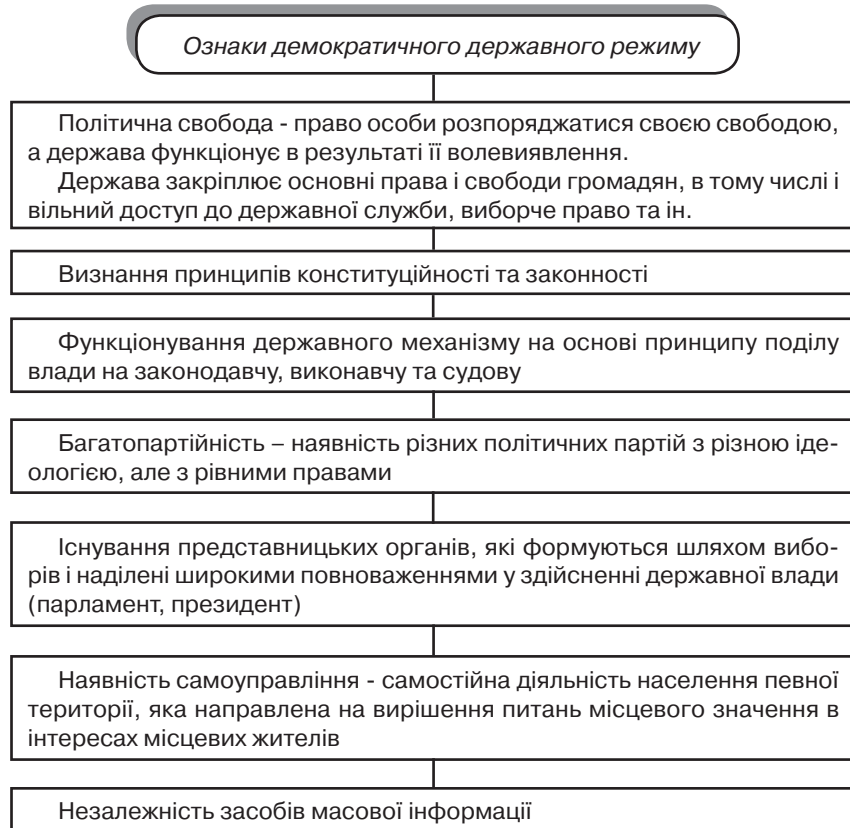 Ознаки демократичного державного режиму
Політична свобода - право особи розпоряджатися своєю свободою,
а держава функціонує в результаті її волевиявлення.
Держава закріплює основні права і свободи громадян, в тому числі і
вільний доступ до державної служби, виборче право та ін.
Визнання принципів конституційності та законності
Функціонування державного механізму на основі принципу поділу
влади на законодавчу, виконавчу та судову
Багатопартійність – наявність різних політичних партій з різною іде-
ологією, але з рівними правами
Існування представницьких органів, які формуються шляхом вибо-
рів і наділені широкими повноваженнями у здійсненні державної влади
(парламент, президент)
Наявність самоуправління - самостійна діяльність населення певної
території, яка направлена на вирішення питань місцевого значення в
інтересах місцевих жителів
Незалежність засобів масової інформації